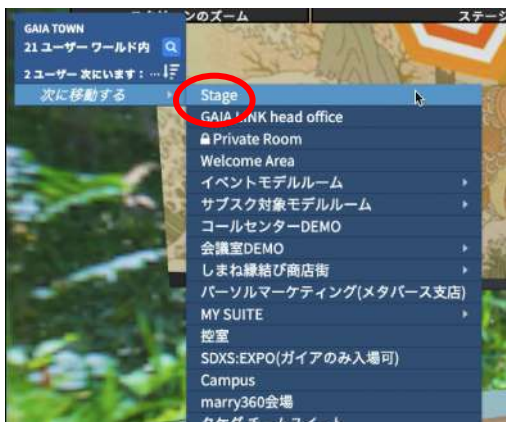 ンのズーム
ステージ
GAIA TOWN
21 ユーザー ワールド内
2 ユーザー 次にいます： …
次に移動する
Stage
GAIA LINK head office
Private Room
Welcome Area
イベントモデルルーム
サブスク対象モデルルーム
コールセンターDEMO
会議室DEMO
しまね縁結び商店街
パーソルマーケティング(メタバース支店)
MY SUITE
控室
SDXS:EXPO(ガイアのみ入場可)
Campus
marry360会場